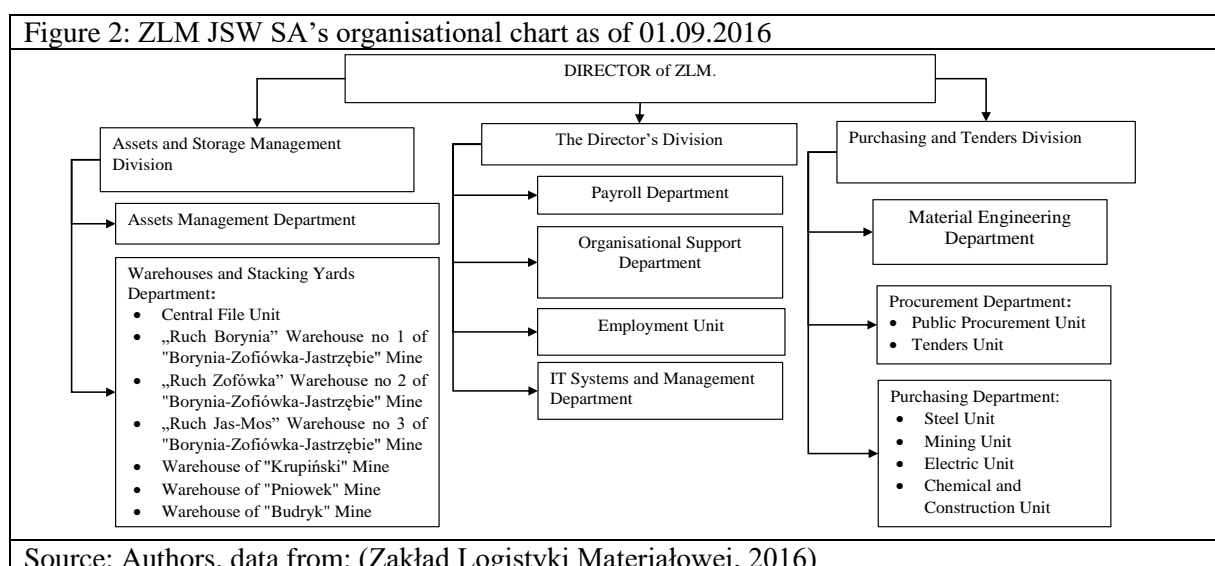 Figure 2: ZLM JSW SA's organisational chart as of 01.09.2016
DIRECTOR of ZLM.
Assets and Storage Management
Division
Assets Management Department
Warehouses and Stacking Yards
Department:
• Central File Unit
• „Ruch Borynia” Warehouse no 1 of
"Borynia-Zofiówka-Jastrzębie" Mine
• „Ruch Zofówka” Warehouse no 2 of
"Borynia-Zofiówka-Jastrzębie" Mine
• „Ruch Jas-Mos” Warehouse no 3 of
"Borynia-Zofiówka-Jastrzębie" Mine
• Warehouse of "Krupiński" Mine
• Warehouse of "Pniowek" Mine
• Warehouse of "Budryk" Mine
The Director's Division
Payroll Department
Organisational Support
Department
Employment Unit
IT Systems and Management
Department
Purchasing and Tenders Division
Material Engineering
Department
Procurement Department:
• Public Procurement Unit
• Tenders Unit
Purchasing Department:
• Steel Unit
• Mining Unit
• Electric Unit
• Chemical and
Construction Unit
Source: Authors, data from: (Zakład Logistyki Materiałowej, 2016)